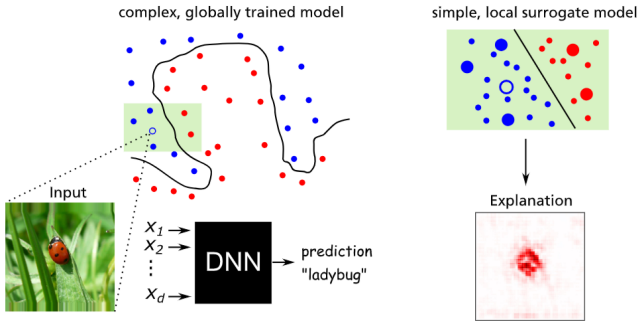 complex, globally trained model
simple, local surrogate model
Input
x1
x2
⋮
xd
DNN
prediction
"ladybug"
Explanation